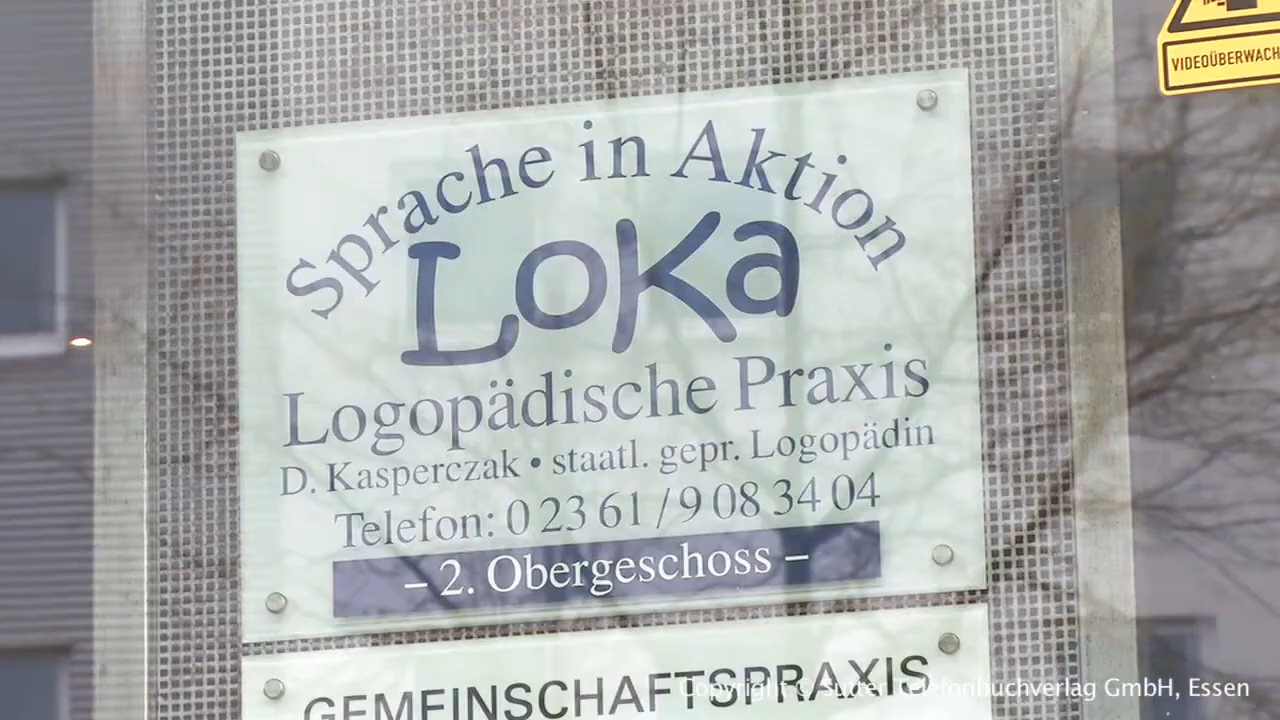 VIDEOÜBERWACH
Sprache in Aktion
LoKa
Logopädische Praxis
D. Kasperczak • staatl. gepr. Logopädin
Telefon: 0 23 61 / 9 08 34 04
– 2. Obergeschoss –
GEMEINSCHAFTSPRAXIS
Copyright © Sutter Telefonbuchverlag GmbH, Essen